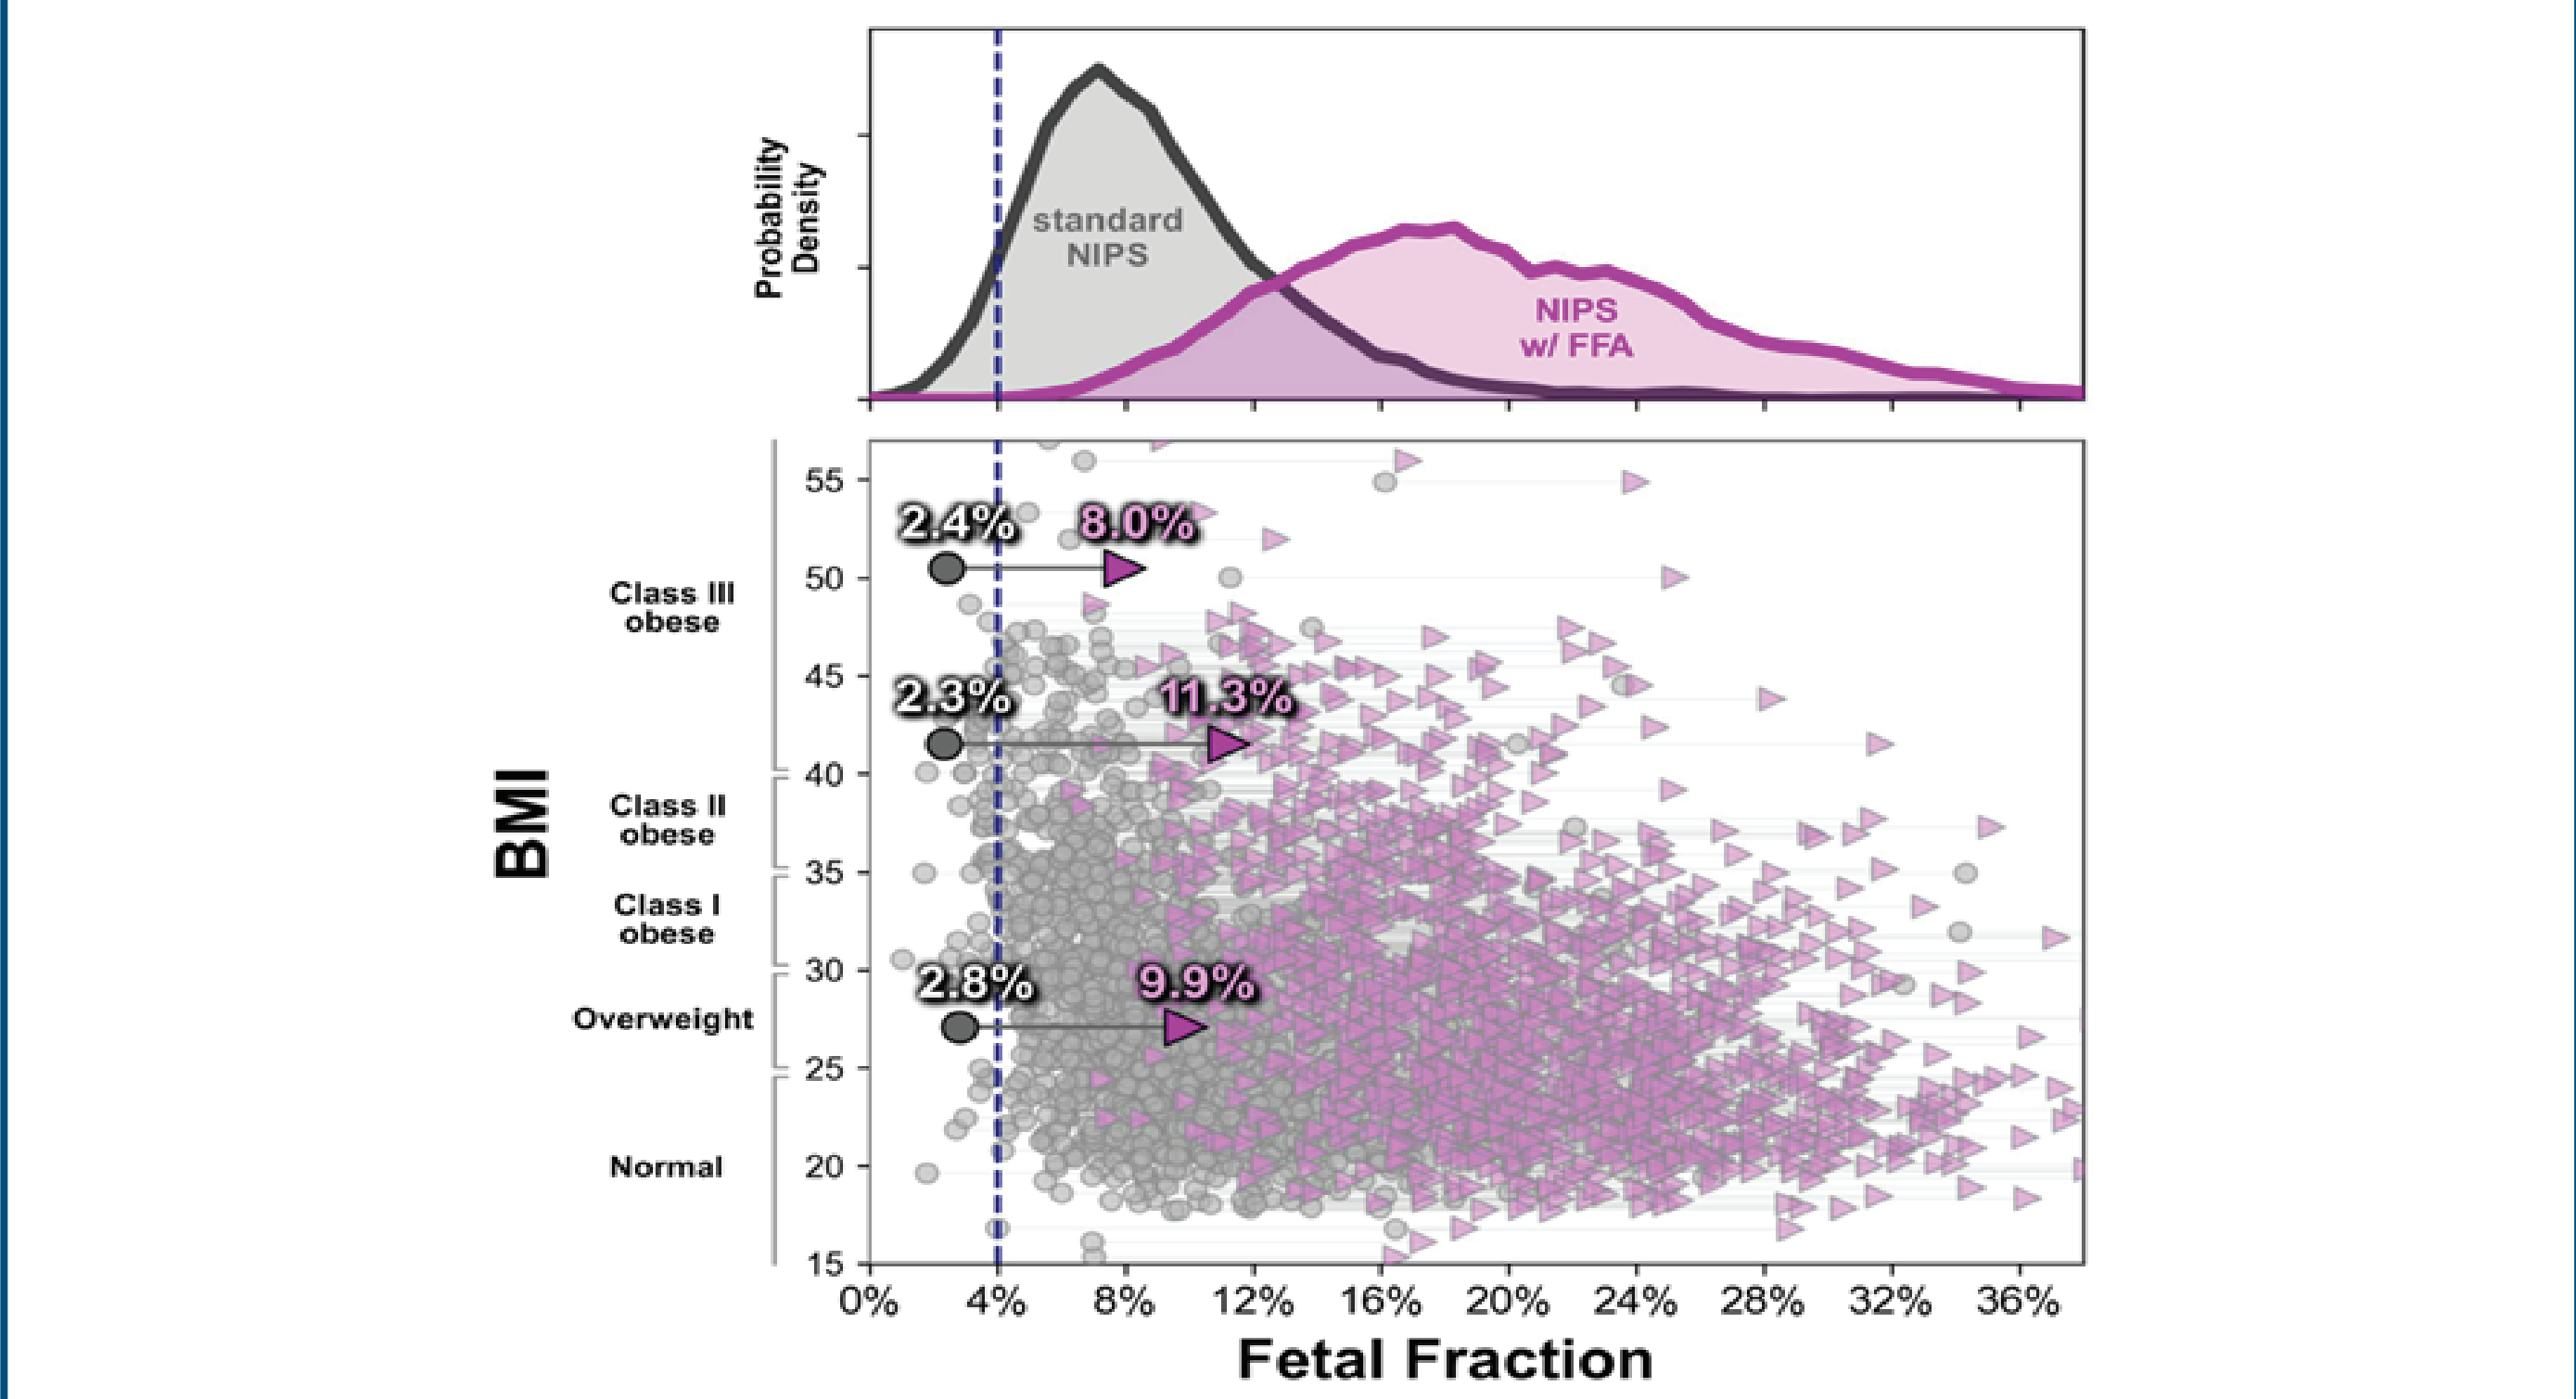 Probability
Density
standard
NIPS
NIPS
w/ FFA
BMI
Class III
obese
Class II
obese
Class I
obese
Overweight
Normal
55
50
45
40
35
30
25
20
15
2.4% 8.0%
2.3% 11.3%
2.8% 9.9%
0% 4% 8% 12% 16% 20% 24% 28% 32% 36%
Fetal Fraction